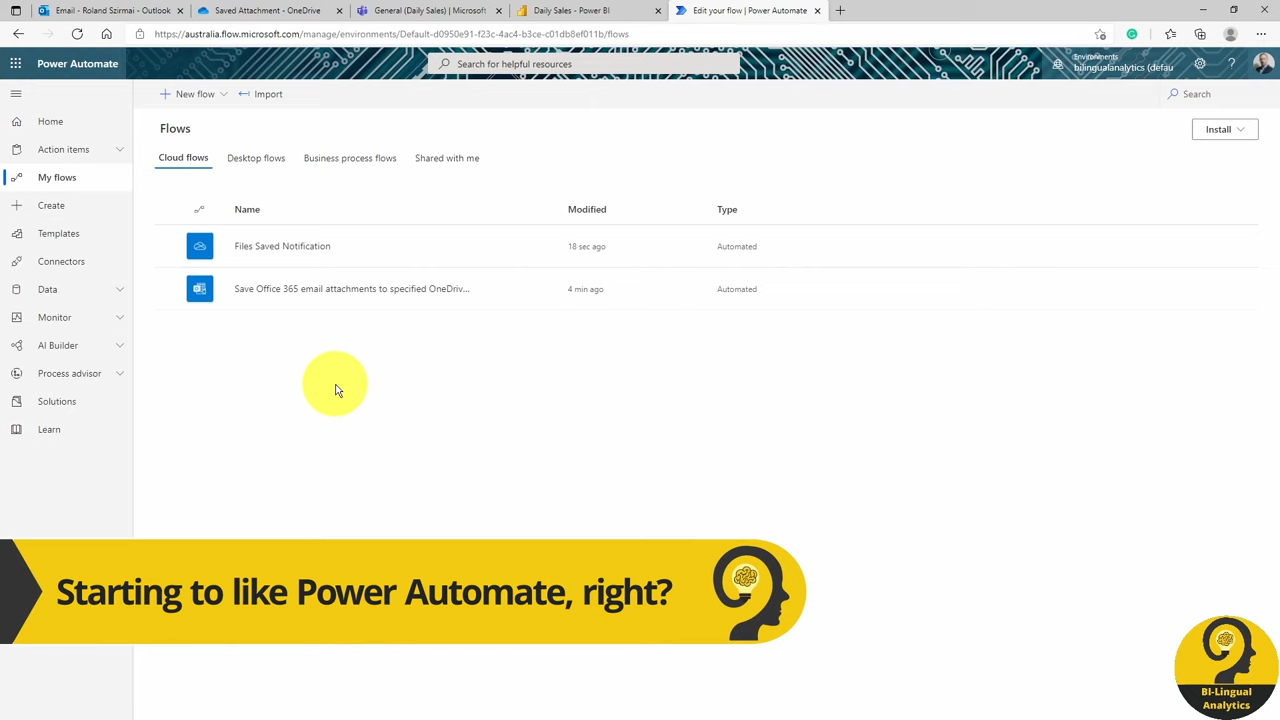 Email - Roland Sirmai - Outlook
Saved Attachment - OneDrive
General (Daily Sales) | Microsoft
Daily Sales - Power BI
Edit your flow | Power Automate
https://australia.flow.microsoft.com/manage/environments/Default-d0950e91-f23c-4ac4-b3ce-c01db8ef011b/flows
Power Automate
Search for helpful resources
Environments
bilingualanalytics (defau
New flow
Import
Search
Home
Action items
My flows
Create
Templates
Connectors
Data
Monitor
AI Builder
Process advisor
Solutions
Learn
Flows
Install
Cloud flows
Desktop flows
Business process flows
Shared with me
Name
Modified
Type
Files Saved Notification
18 sec ago
Automated
Save Office 365 email attachments to specified OneDriv...
4 min ago
Automated
Starting to like Power Automate, right?
BI-Lingual
Analytics